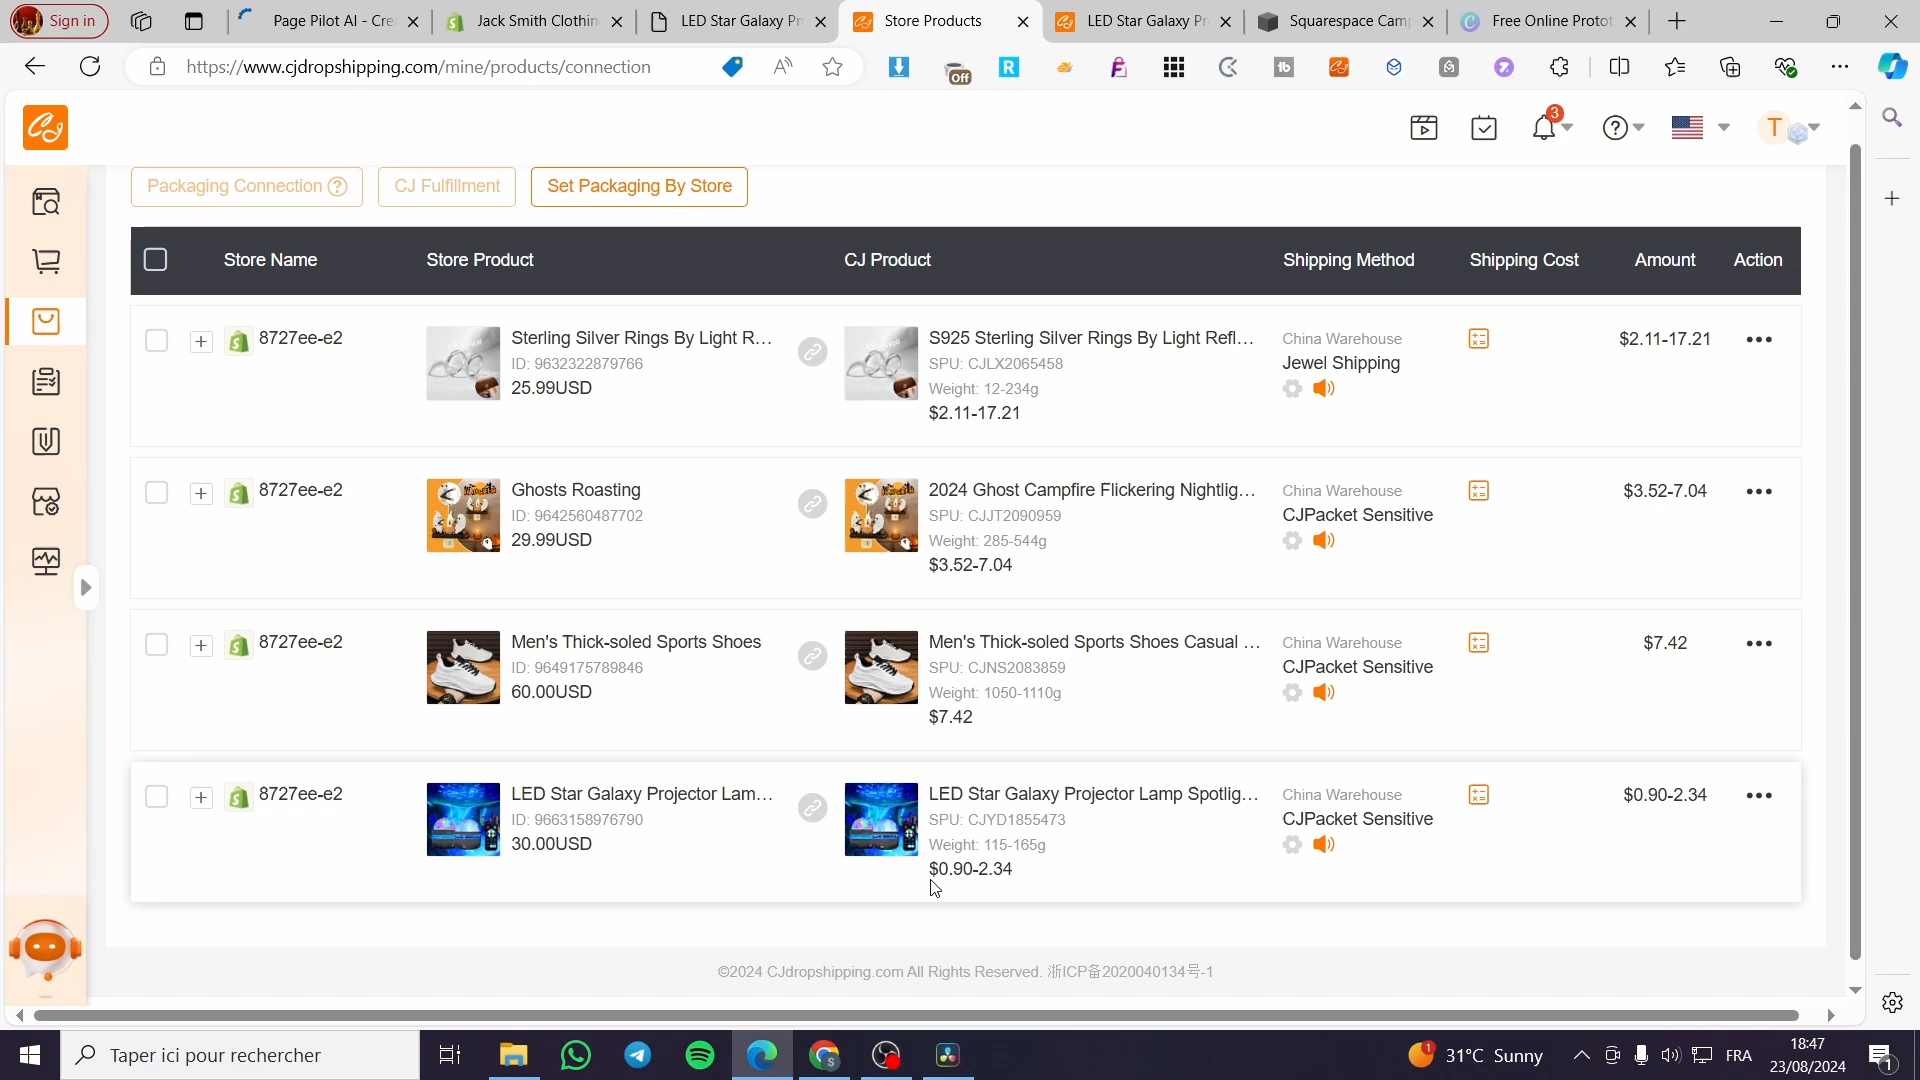 Sign in
Page Pilot AI - Cre
Jack Smith Clothin
LED Star Galaxy Pr
Store Products
LED Star Galaxy Pr
Squarespace Cam
Free Online Protot
https://www.cjdropshipping.com/mine/products/connection
Off
3
T
Packaging Connection
CJ Fulfillment
Set Packaging By Store
Store Name Store Product CJ Product Shipping Method Shipping Cost Amount Action
8727ee-e2
Sterling Silver Rings By Light R...
ID: 9632322879766
25.99USD
S925 Sterling Silver Rings By Light Refl...
SPU: CJLX2065458
Weight: 12-234g
$2.11-17.21
China Warehouse
Jewel Shipping
$2.11-17.21
8727ee-e2
Ghosts Roasting
ID: 9642560487702
29.99USD
2024 Ghost Campfire Flickering Nightlig...
SPU: CJJT2090959
Weight: 285-544g
$3.52-7.04
China Warehouse
CJPacket Sensitive
$3.52-7.04
8727ee-e2
Men's Thick-soled Sports Shoes
ID: 9649175789846
60.00USD
Men's Thick-soled Sports Shoes Casual ...
SPU: CJNS2083859
Weight: 1050-1110g
$7.42
China Warehouse
CJPacket Sensitive
$7.42
8727ee-e2
LED Star Galaxy Projector Lam...
ID: 9663158976790
30.00USD
LED Star Galaxy Projector Lamp Spotlig...
SPU: CJYD1855473
Weight: 115-165g
$0.90-2.34
China Warehouse
CJPacket Sensitive
$0.90-2.34
©2024 CJdropshipping.com All Rights Reserved. 浙ICP备2020040134号-1
Taper ici pour rechercher
1
31°C Sunny
FRA
18:47
23/08/2024
1